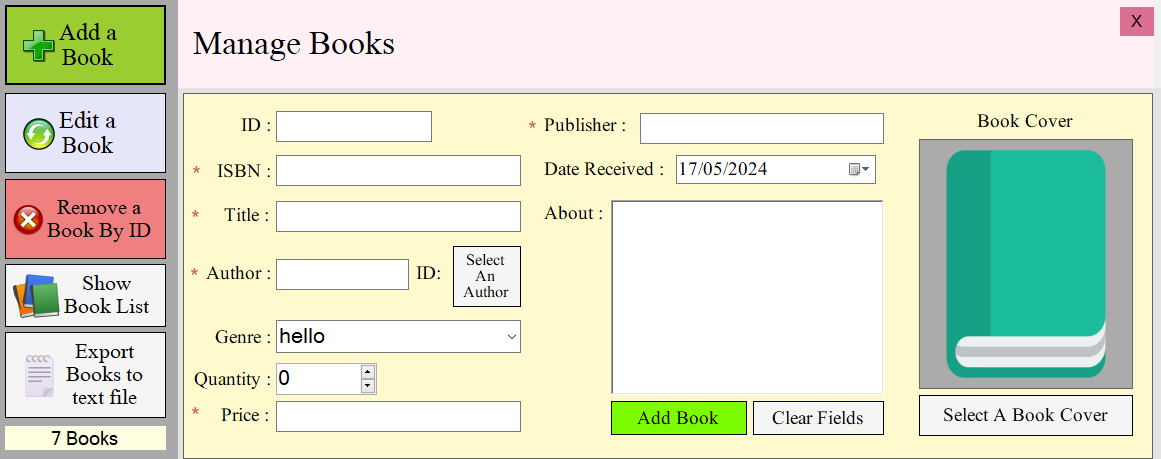 Add a
Book
Edit a
Book
Remove a
Book By ID
Show
Book List
Export
Books to
text file
7 Books
Manage Books
X
ID :
* ISBN :
* Title :
* Author :
ID:
Select
An
Author
Genre : hello
Quantity : 0
* Price :
* Publisher :
Date Received : 17/05/2024
About :
Add Book
Clear Fields
Book Cover
Select A Book Cover